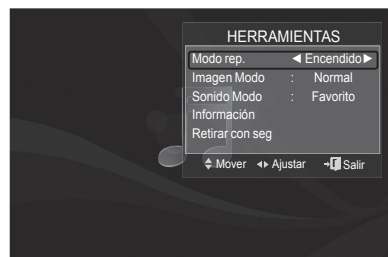 HERRAMIENTAS
Modo rep. ◄ Encendido ►
Imagen Modo : Normal
Sonido Modo : Favorito
Información
Retirar con seg
Mover Ajustar Salir